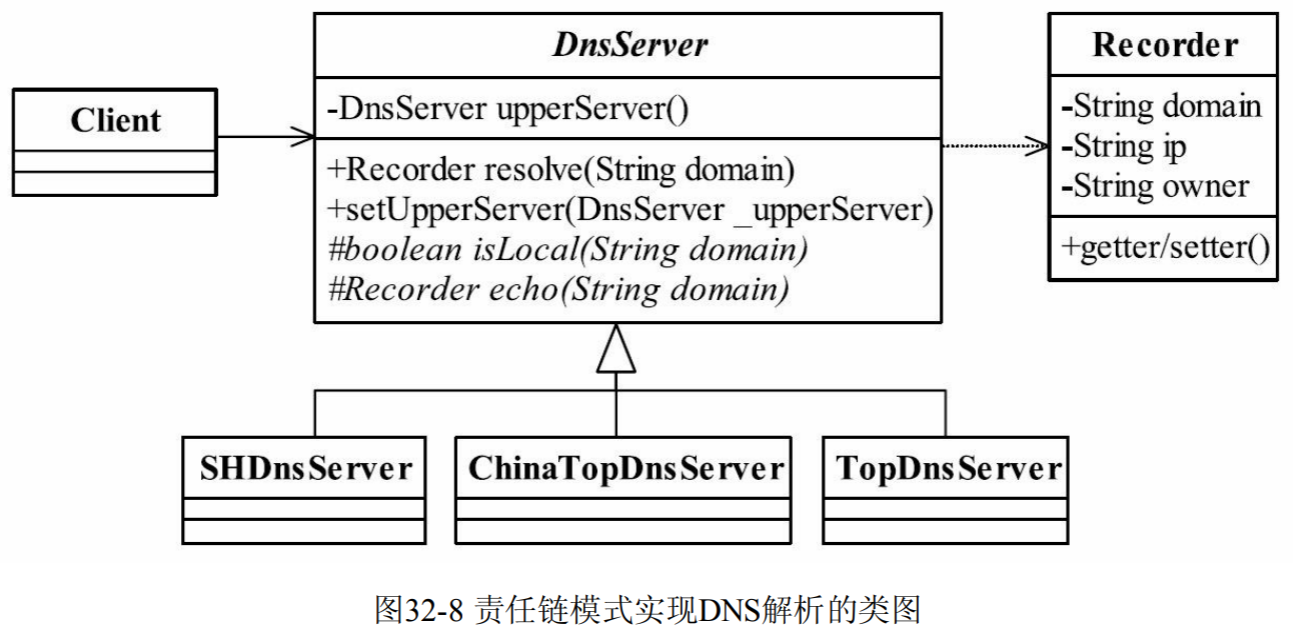 Client
DnsServer
-DnsServer upperServer()
+Recorder resolve(String domain)
+setUpperServer(DnsServer _upperServer)
#boolean isLocal(String domain)
#Recorder echo(String domain)
Recorder
-String domain
-String ip
-String owner
+getter/setter()
SHDnsServer
ChinaTopDnsServer
TopDnsServer
图32-8 责任链模式实现DNS解析的类图